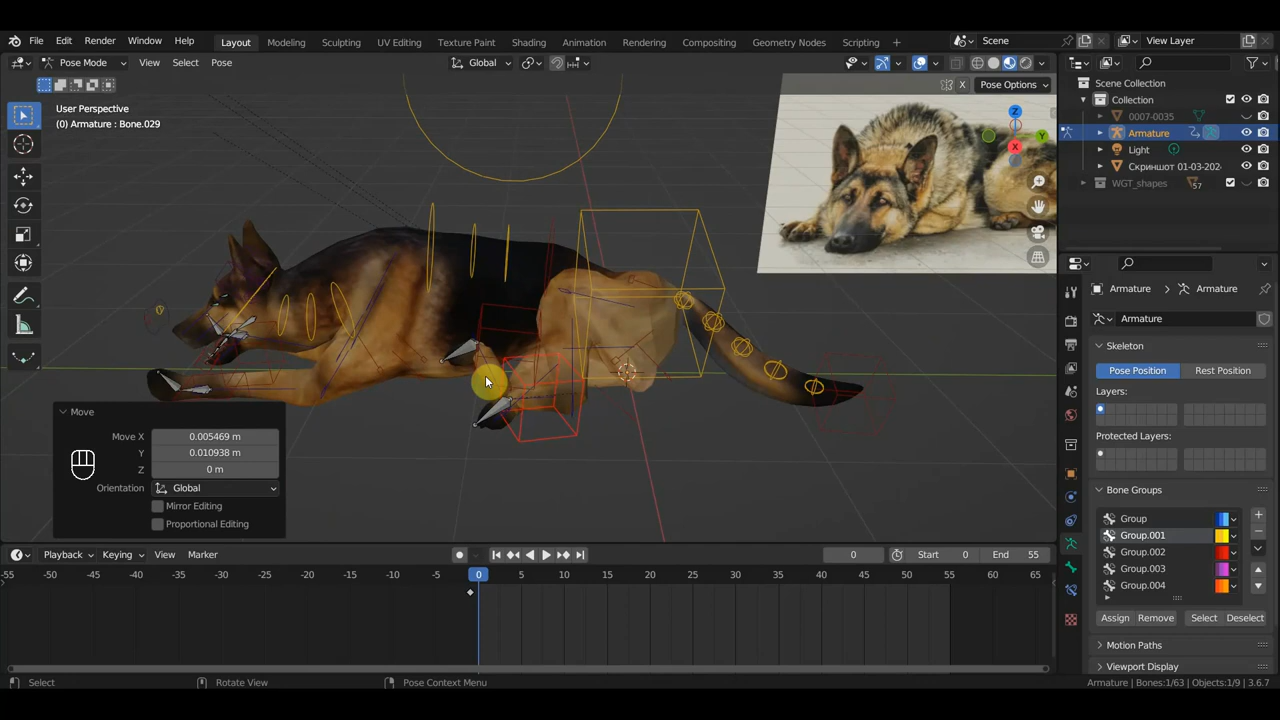 File Edit Render Window Help Layout Modeling Sculpting UV Editing Texture Paint Shading Animation Rendering Compositing Geometry Nodes Scripting + Scene View Layer
Pose Mode View Select Pose Global
Pose Options
User Perspective
(0) Armature : Bone.029
Z
Y
X
Move
Move X 0.005469 m
Y 0.010938 m
Z 0 m
Orientation Global
Mirror Editing
Proportional Editing
Playback Keying View Marker 0 Start 0 End 55
-55 -50 -45 -40 -35 -30 -25 -20 -15 -10 -5 0 5 10 15 20 25 30 35 40 45 50 55 60 65
Select Rotate View Pose Context Menu
Scene Collection
Collection
0007-0035
Armature
Light
Скриншот 01-03-202
WGT_shapes 57
Armature Armature
Armature
Skeleton
Pose Position Rest Position
Layers:
Protected Layers:
Bone Groups
Group
Group.001
Group.002
Group.003
Group.004
Assign Remove Select Deselect
Motion Paths
Viewport Display
Armature | Bones:1/63 | Objects:1/9 | 3.6.7